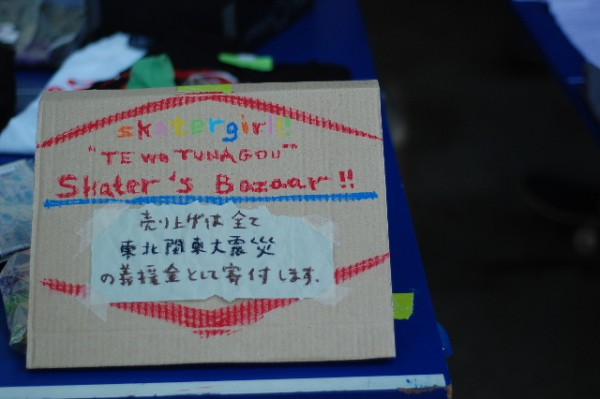 skatergirl!!
"TE wo TUNAGOU"
Skater's Bazaar!!
売り上げは全て
東北関東大震災
の義援金として寄付します.